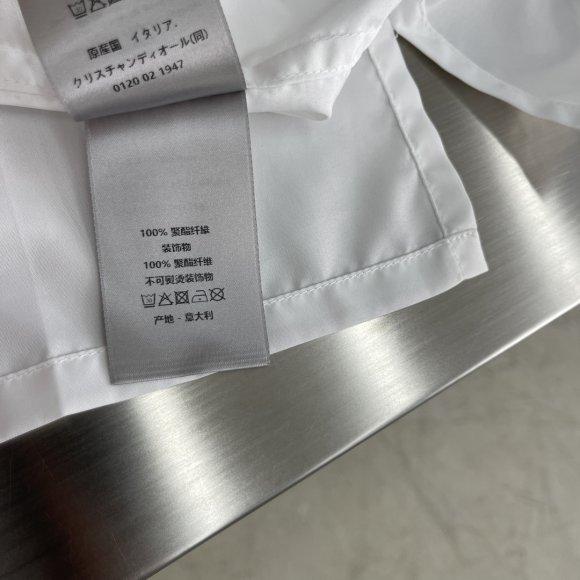 原産国 イタリア.
クリスチャンディオール(同)
0120 02 1947
100% 聚酯纤维
装饰物
100% 聚酯纤维
不可熨烫装饰物
30
产地 - 意大利